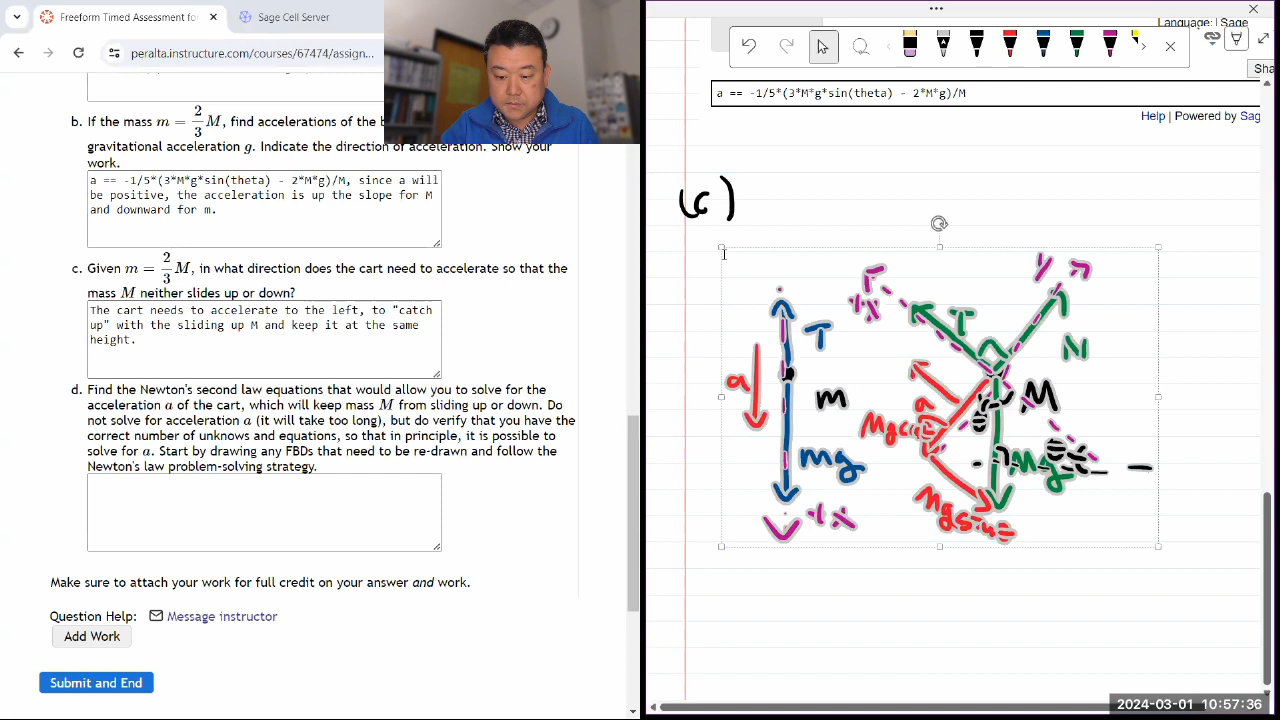 Freeform Timed Assessment fo
Sage Cell Server
peralta.instructure.com/courses/
b. If the mass m = 2/3 M, find accelerations of the b
gravitational acceleration g. Indicate the direction of acceleration. Show your
work.
a == -1/5*(3*M*g*sin(theta) - 2*M*g)/M, since a will
be positive, the acceleration is up the slope for M
and downward for m.
c. Given m = 2/3 M, in what direction does the cart need to accelerate so that the
mass M neither slides up or down?
The cart needs to accelerate to the left, to "catch
up" with the sliding up M and keep it at the same
height.
d. Find the Newton's second law equations that would allow you to solve for the
acceleration a of the cart, which will keep mass M from sliding up or down. Do
not solve for acceleration a (it will take too long), but do verify that you have the
correct number of unknowns and equations, so that in principle, it is possible to
solve for a. Start by drawing any FBDs that need to be re-drawn and follow the
Newton's law problem-solving strategy.
Make sure to attach your work for full credit on your answer and work.
Question Help: Message instructor
Add Work
Submit and End
Language: Sage
Sha
a == -1/5*(3*M*g*sin(theta) - 2*M*g)/M
Help | Powered by Sag
(c)
T
a
m
mg
+x
+x
T
y
N
M
a
Mg
2024-03-01 10:57:36